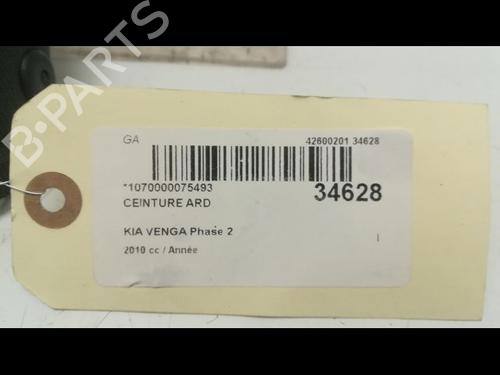 GA
42600201 34628
*1070000075493
34628
CEINTURE ARD
KIA VENGA Phase 2
2010 cc / Année
B-PARTS